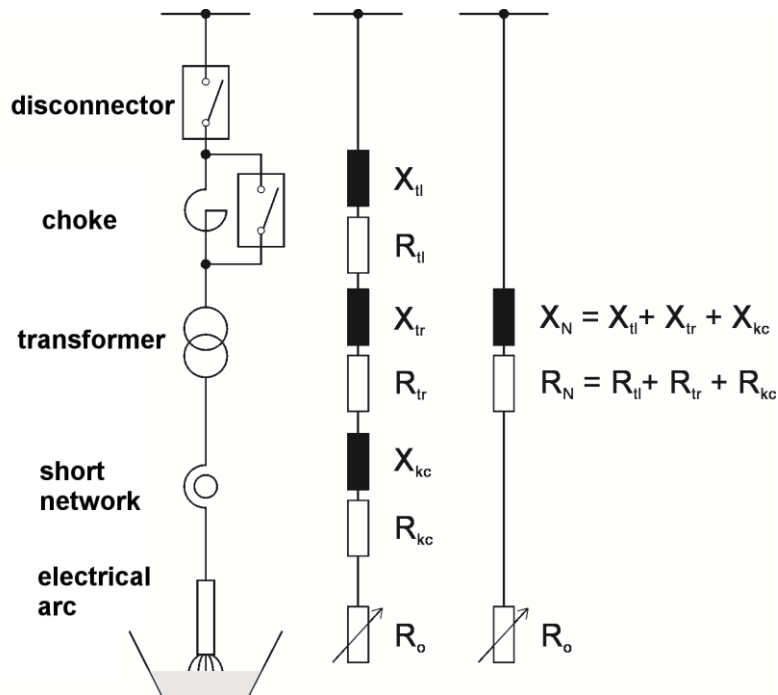 disconnector
choke
transformer
short
network
electrical
arc
X_tl
R_tl
X_tr
R_tr
X_kc
R_kc
R_o
X_N = X_tl + X_tr + X_kc
R_N = R_tl + R_tr + R_kc
R_o